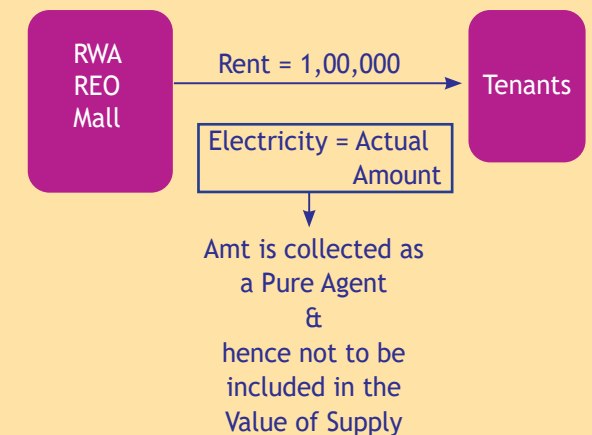 RWA
REO
Mall
Rent = 1,00,000
Tenants
Electricity = Actual
Amount
Amt is collected as
a Pure Agent
&
hence not to be
included in the
Value of Supply